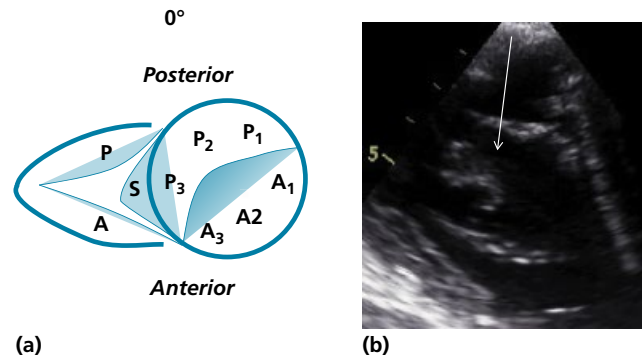 0°
Posterior
P
P₂
P₁
S
P₃
A₁
A
A2
A₃
Anterior
5
(a)
(b)